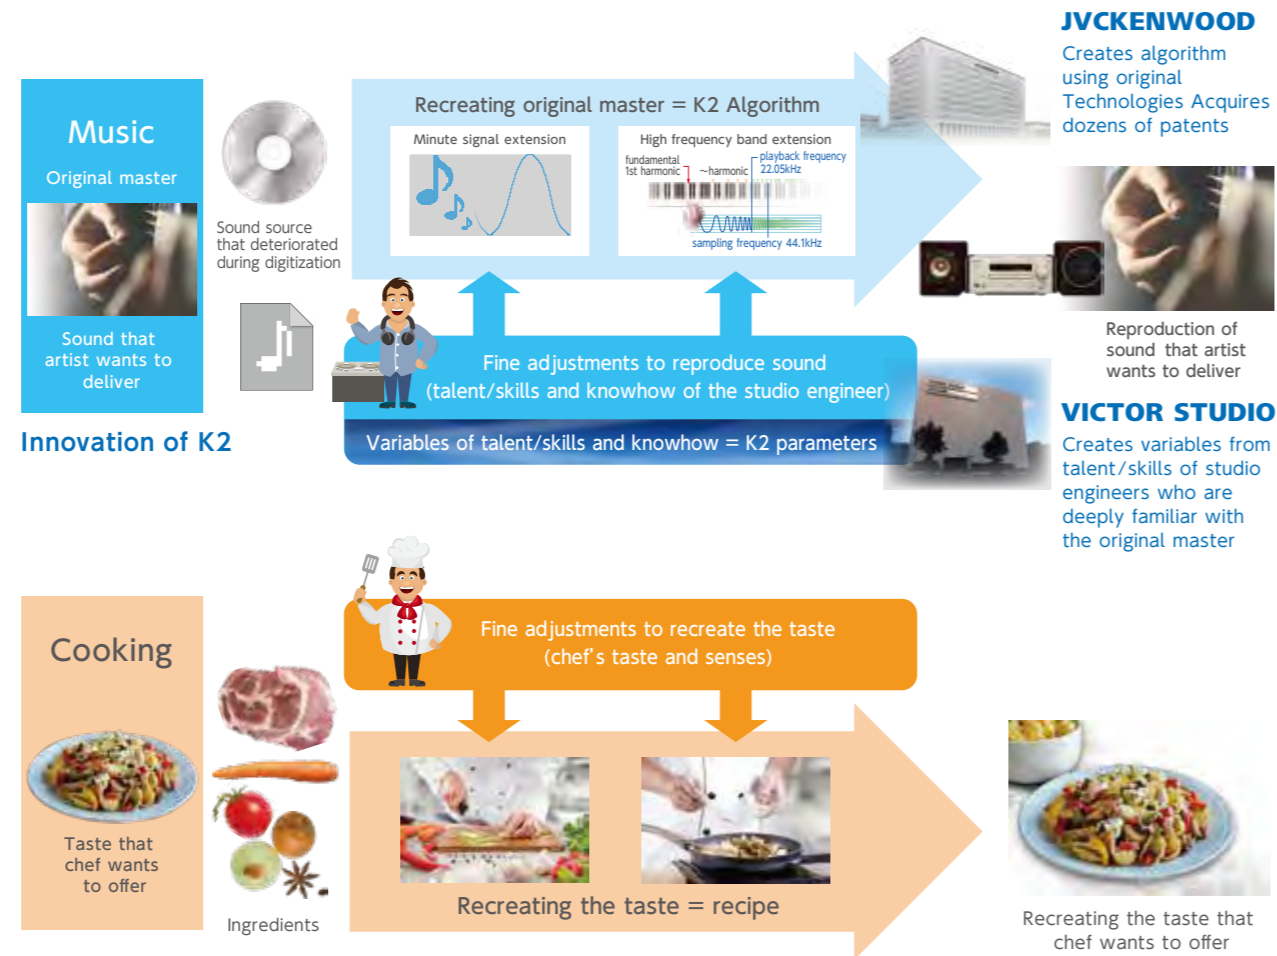 JVCKENWOOD
Creates algorithm
using original
Technologies Acquires
dozens of patents
Music
Original master
Sound that
artist wants to
deliver
Sound source
that deteriorated
during digitization
Recreating original master = K2 Algorithm
Minute signal extension
High frequency band extension
fundamental
1st harmonic
~harmonic
playback frequency
22.05kHz
sampling frequency 44.1kHz
Reproduction of
sound that artist
wants to deliver
Fine adjustments to reproduce sound
(talent/skills and knowhow of the studio engineer)
Variables of talent/skills and knowhow = K2 parameters
Innovation of K2
VICTOR STUDIO
Creates variables from
talent/skills of studio
engineers who are
deeply familiar with
the original master
Cooking
Taste that
chef wants
to offer
Ingredients
Fine adjustments to recreate the taste
(chef's taste and senses)
Recreating the taste = recipe
Recreating the taste that
chef wants to offer